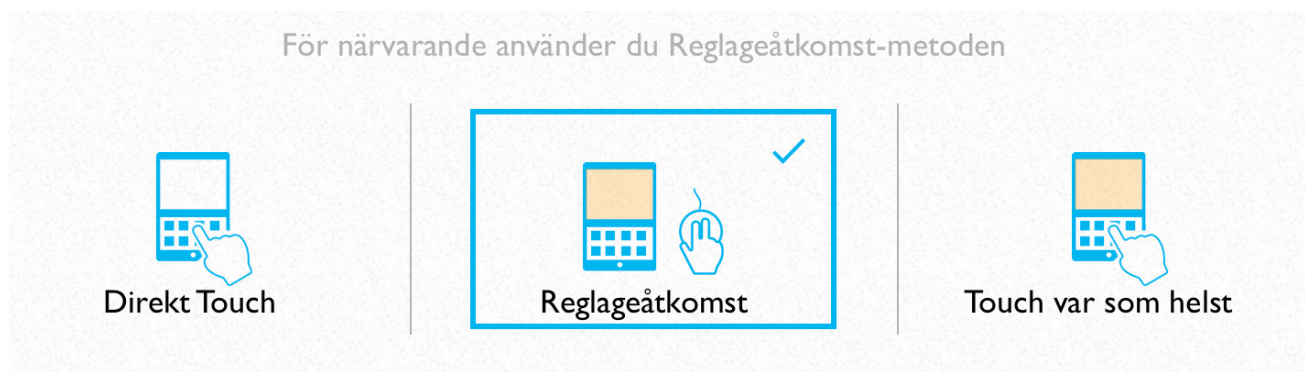 För närvarande använder du Reglageåtkomst-metoden
Direkt Touch
Reglageåtkomst
Touch var som helst